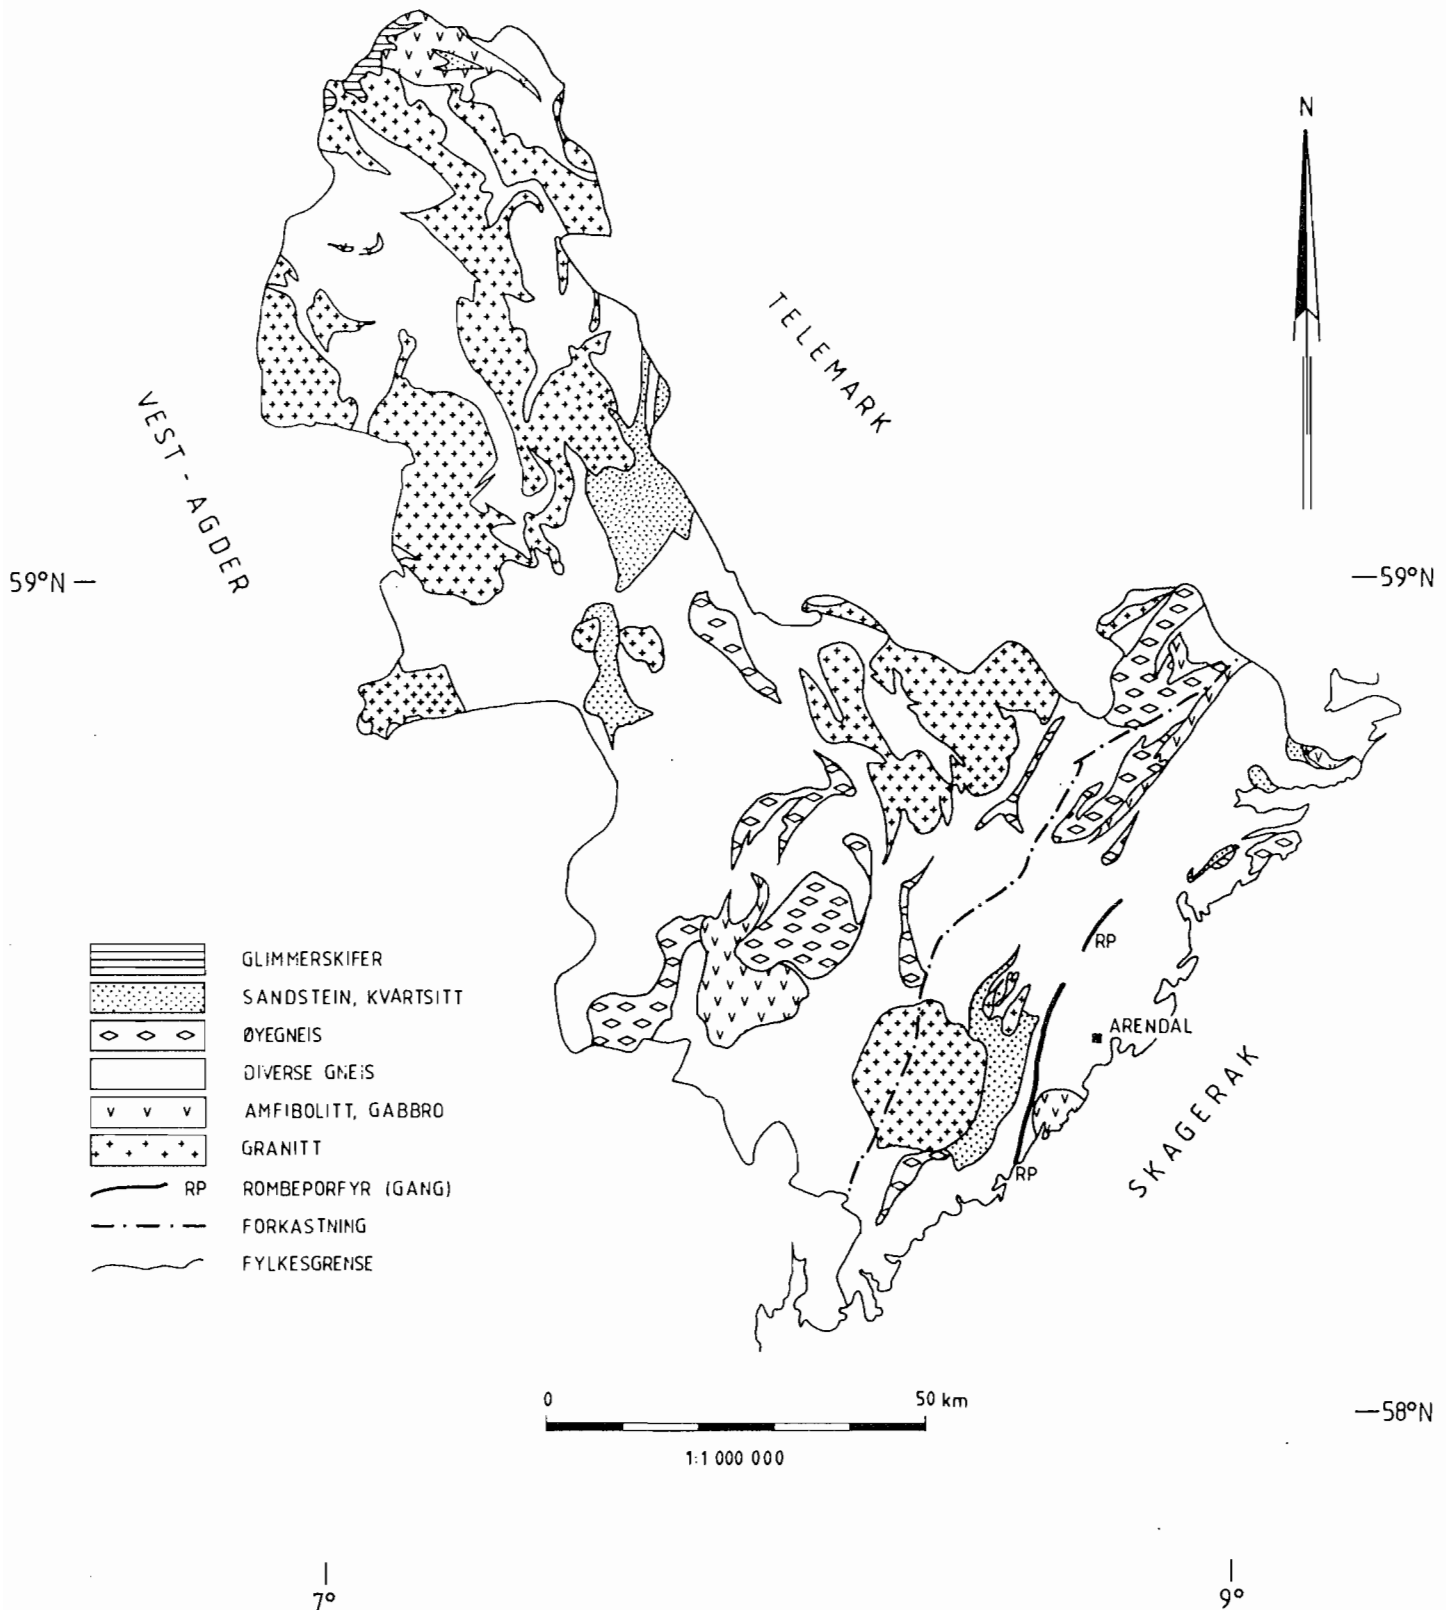 N
TELEMARK
VEST-AGDER
59°N
59°N
GLIMMERSKIFER
SANDSTEIN, KVARTSITT
ØYEGNEIS
DIVERSE GNEIS
AMFIBOLITT, GABBRO
GRANITT
RP ROMBEPORFYR (GANG)
FORKASTNING
FYLKESGRENSE
RP
ARENDAL
RP
SKAGERAK
0 50 km
1:1 000 000
58°N
7° 9°